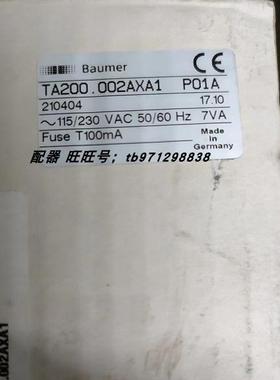 Baumer CE
TA200.002AXA1 P01A
210404 17.10
~115/230 VAC 50/60 Hz 7VA
Fuse T100mA Made in Germany
配器 旺旺号: tb971298838
.002AXA1